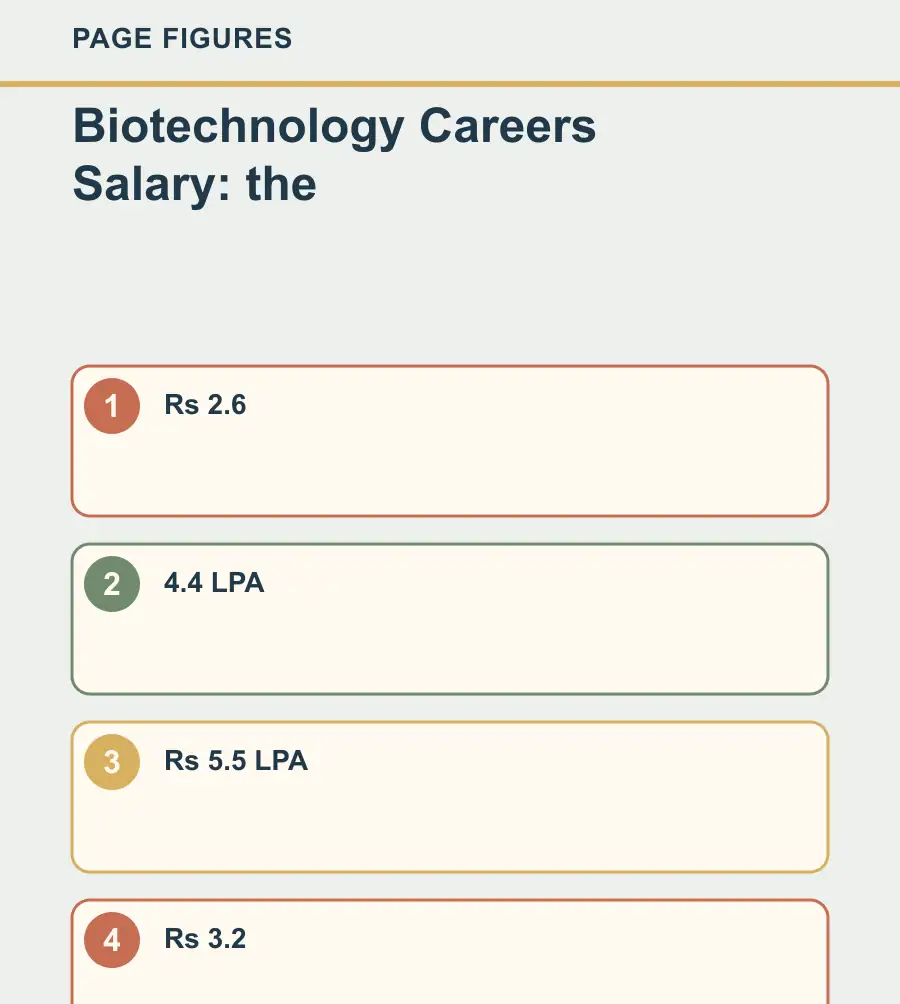 PAGE FIGURES
Biotechnology Careers
Salary: the
1
Rs 2.6
2
4.4 LPA
3
Rs 5.5 LPA
4
Rs 3.2